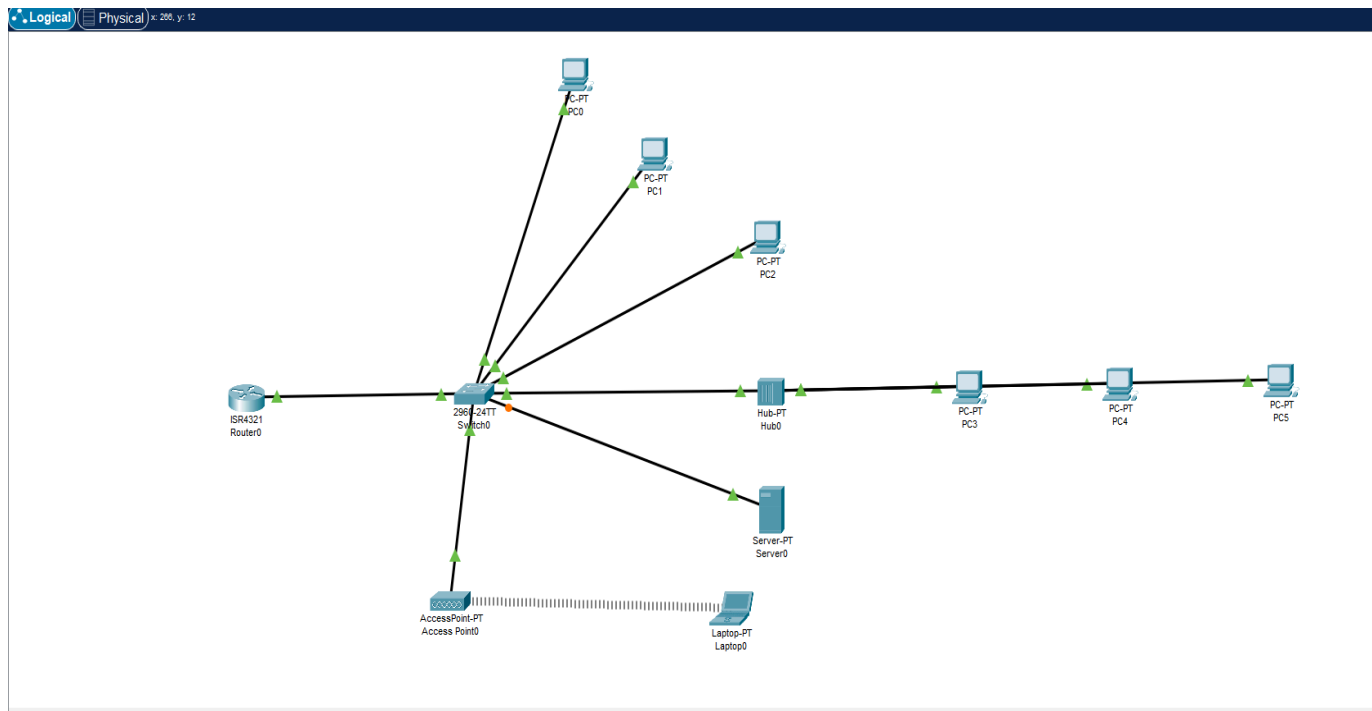 Logical Physical x: 266, y: 12
PC-PT
PC0
PC-PT
PC1
PC-PT
PC2
ISR4321
Router0
2960-24TT
Switch0
Hub-PT
Hub0
PC-PT
PC3
PC-PT
PC4
PC-PT
PC5
Server-PT
Server0
AccessPoint-PT
Access Point0
Laptop-PT
Laptop0